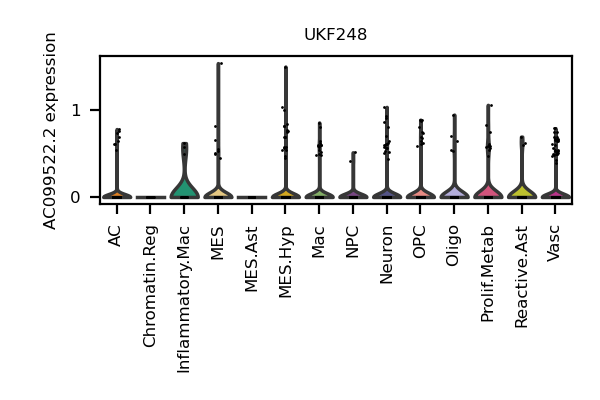 UKF248
AC099522.2 expression
1
0
AC
Chromatin.Reg
Inflammatory.Mac
MES
MES.Ast
MES.Hyp
Mac
NPC
Neuron
OPC
Oligo
Prolif.Metab
Reactive.Ast
Vasc